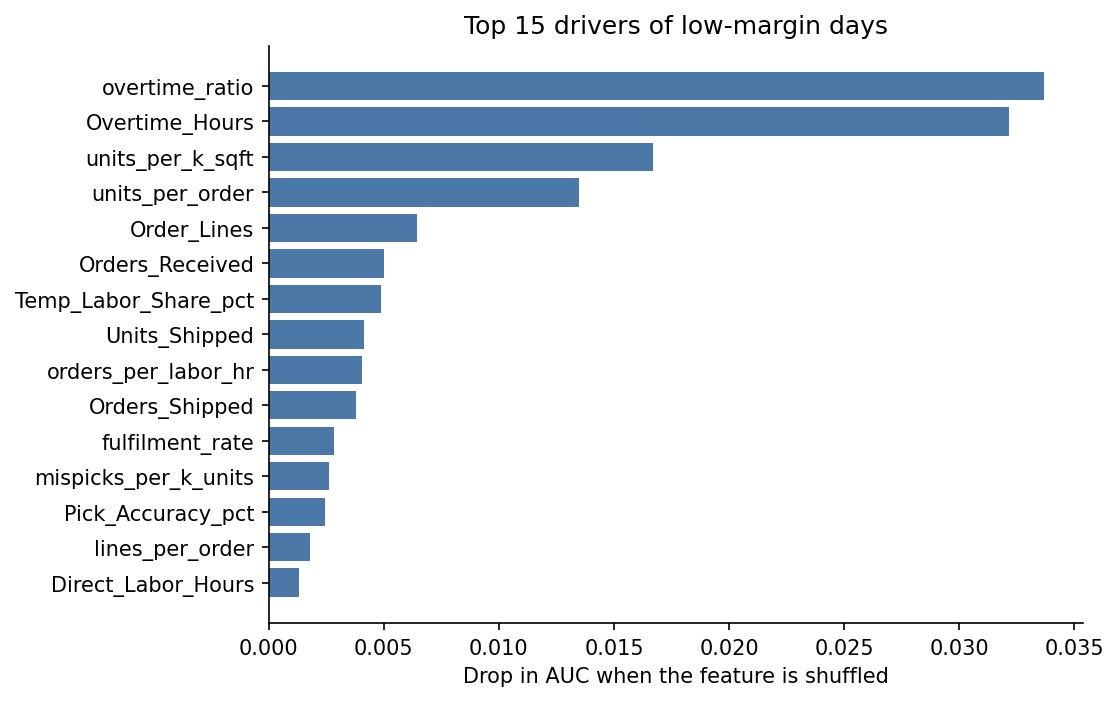 Top 15 drivers of low-margin days
overtime_ratio
Overtime_Hours
units_per_k_sqft
units_per_order
Order_Lines
Orders_Received
Temp_Labor_Share_pct
Units_Shipped
orders_per_labor_hr
Orders_Shipped
fulfilment_rate
mispicks_per_k_units
Pick_Accuracy_pct
lines_per_order
Direct_Labor_Hours
0.000 0.005 0.010 0.015 0.020 0.025 0.030 0.035
Drop in AUC when the feature is shuffled